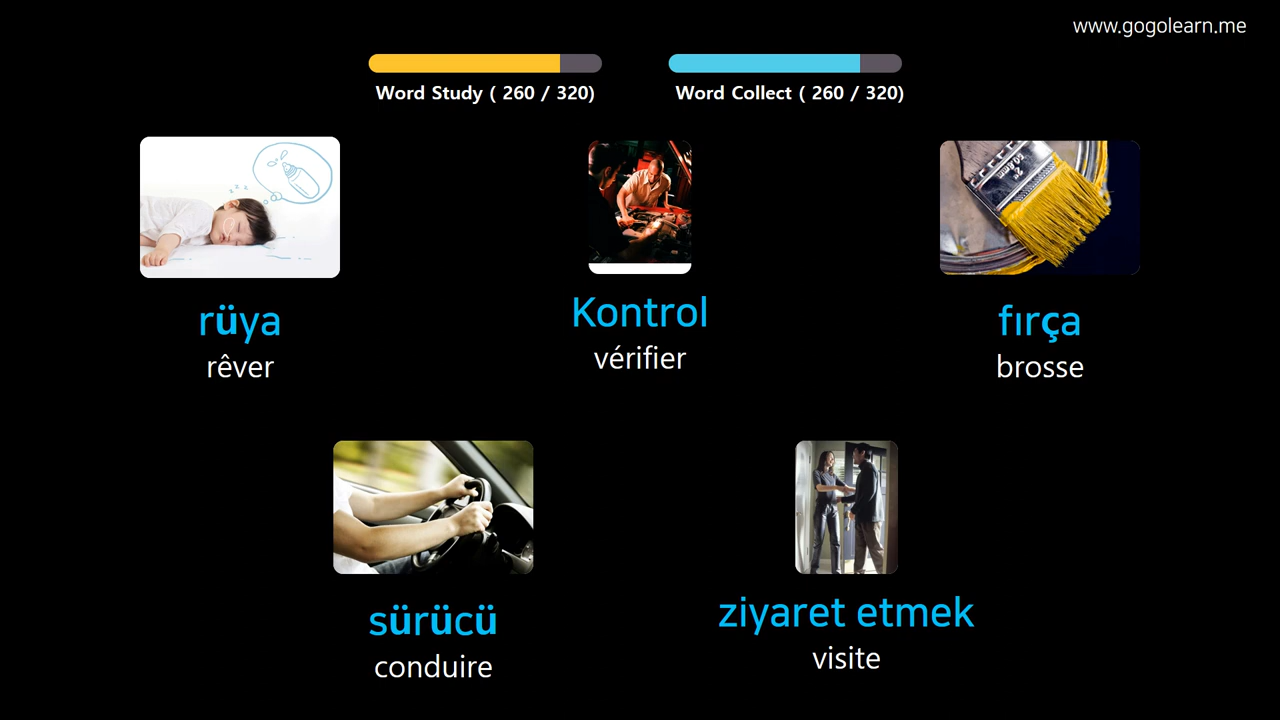 www.gogolearn.me
Word Study ( 260 / 320)
Word Collect ( 260 / 320)
rüya
rêver
Kontrol
vérifier
fırça
brosse
sürücü
conduire
ziyaret etmek
visite